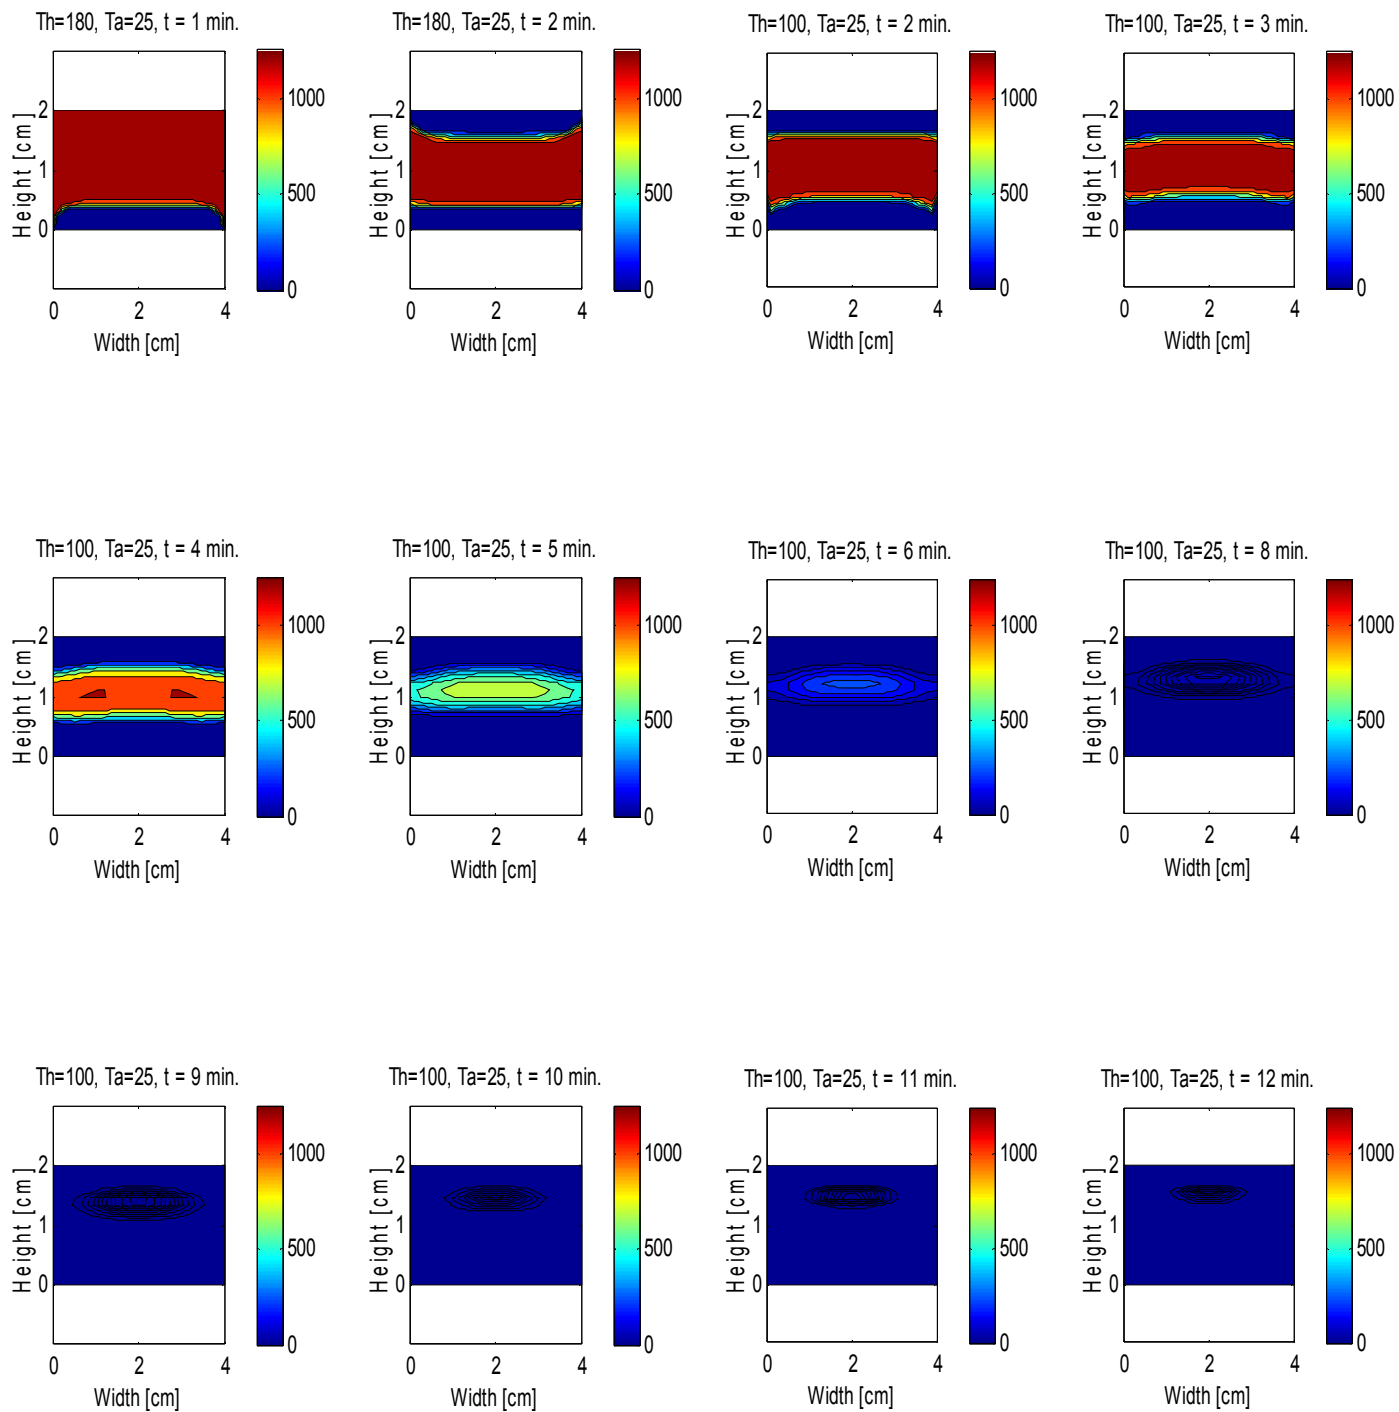 Th=180, Ta=25, t = 1 min.
1000
500
0
2
1
0
Height [cm]
0 2 4
Width [cm]
Th=180, Ta=25, t = 2 min.
1000
500
0
2
1
0
Height [cm]
0 2 4
Width [cm]
Th=100, Ta=25, t = 2 min.
1000
500
0
2
1
0
Height [cm]
0 2 4
Width [cm]
Th=100, Ta=25, t = 3 min.
1000
500
0
2
1
0
Height [cm]
0 2 4
Width [cm]
Th=100, Ta=25, t = 4 min.
1000
500
0
2
1
0
Height [cm]
0 2 4
Width [cm]
Th=100, Ta=25, t = 5 min.
1000
500
0
2
1
0
Height [cm]
0 2 4
Width [cm]
Th=100, Ta=25, t = 6 min.
1000
500
0
2
1
0
Height [cm]
0 2 4
Width [cm]
Th=100, Ta=25, t = 8 min.
1000
500
0
2
1
0
Height [cm]
0 2 4
Width [cm]
Th=100, Ta=25, t = 9 min.
1000
500
0
2
1
0
Height [cm]
0 2 4
Width [cm]
Th=100, Ta=25, t = 10 min.
1000
500
0
2
1
0
Height [cm]
0 2 4
Width [cm]
Th=100, Ta=25, t = 11 min.
1000
500
0
2
1
0
Height [cm]
0 2 4
Width [cm]
Th=100, Ta=25, t = 12 min.
1000
500
0
2
1
0
Height [cm]
0 2 4
Width [cm]